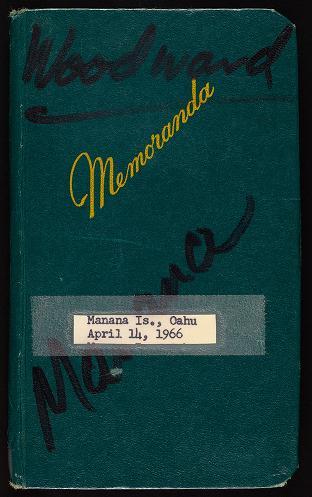 Woodward
Memoranda
Manana
Manana Is., Oahu
April 14, 1966